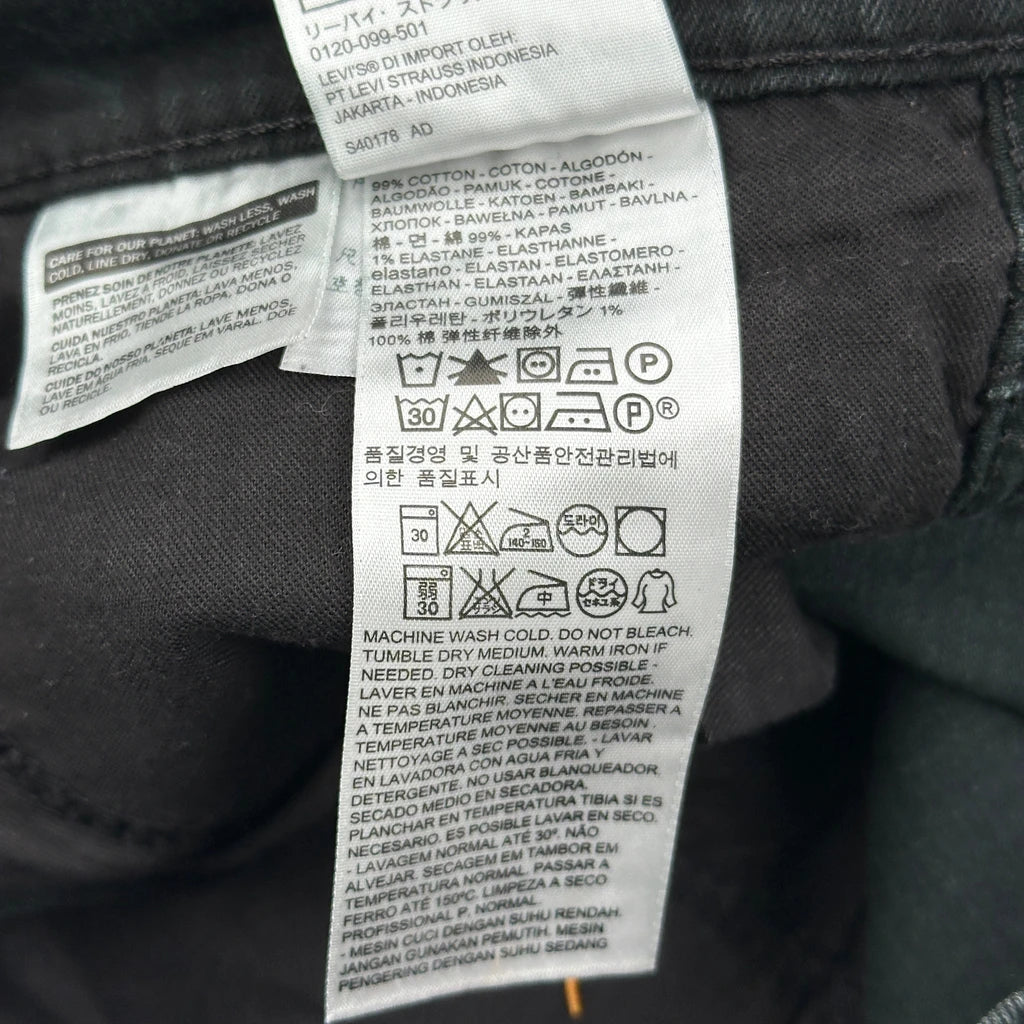 0120-099-501
LEVI'S® DI IMPORT OLEH:
PT LEVI STRAUSS INDONESIA
JAKARTA - INDONESIA
S40178 AD
CARE FOR OUR PLANET: WASH LESS, WASH
COLD, LINE DRY, DONATE OR RECYCLE
PRENEZ SOIN DE NOTRE PLANETE: LAVEZ
MOINS, LAVEZ A FROID, LAISSEZ SECHER
NATURELLEMENT, DONNEZ OU RECYCLEZ
CUIDA NUESTRO PLANETA: LAVA MENOS,
LAVA EN FRIO, TIENDE LA ROPA, DONA O
RECICLA.
CUIDE DO NOSSO PLANETA: LAVE MENOS,
LAVE EM AGUA FRIA, SEQUE EM VARAL, DOE
OU RECICLE.
99% COTTON - COTON - ALGODÓN -
ALGODÃO - PAMUK - COTONE -
BAUMWOLLE - KATOEN - BAMBAKI -
ХЛОПОК - BAWEŁNA - PAMUT - BAVLNA -
棉 - 면 - 綿 99% - KAPAS
1% ELASTANE - ELASTHANNE -
elastano - ELASTAN - ELASTOMERO -
ELASTHAN - ELASTAAN - ΕΛΑΣΤΑΝΗ -
ЭЛАСТАН - GUMISZÁL - 彈性纖維 -
폴리우레탄 - ポリウレタン 1%
100% 棉 弹性纤维除外
P
30 P ®
품질경영 및 공산품안전관리법에
의한 품질표시
30 표백 2 140~160 드라이
弱 30 中 ドライ セキユ系
MACHINE WASH COLD. DO NOT BLEACH.
TUMBLE DRY MEDIUM. WARM IRON IF
NEEDED. DRY CLEANING POSSIBLE -
LAVER EN MACHINE A L'EAU FROIDE.
NE PAS BLANCHIR. SECHER EN MACHINE
A TEMPERATURE MOYENNE. REPASSER A
TEMPERATURE MOYENNE AU BESOIN.
NETTOYAGE A SEC POSSIBLE. - LAVAR
EN LAVADORA CON AGUA FRIA Y
DETERGENTE. NO USAR BLANQUEADOR.
SECADO MEDIO EN SECADORA.
PLANCHAR EN TEMPERATURA TIBIA SI ES
NECESARIO. ES POSIBLE LAVAR EN SECO.
- LAVAGEM NORMAL ATÉ 30º. NÃO
ALVEJAR. SECAGEM EM TAMBOR EM
TEMPERATURA NORMAL. PASSAR A
FERRO ATÉ 150ºC. LIMPEZA A SECO
PROFISSIONAL P. NORMAL.
- MESIN CUCI DENGAN SUHU RENDAH.
JANGAN GUNAKAN PEMUTIH. MESIN
PENGERING DENGAN SUHU SEDANG